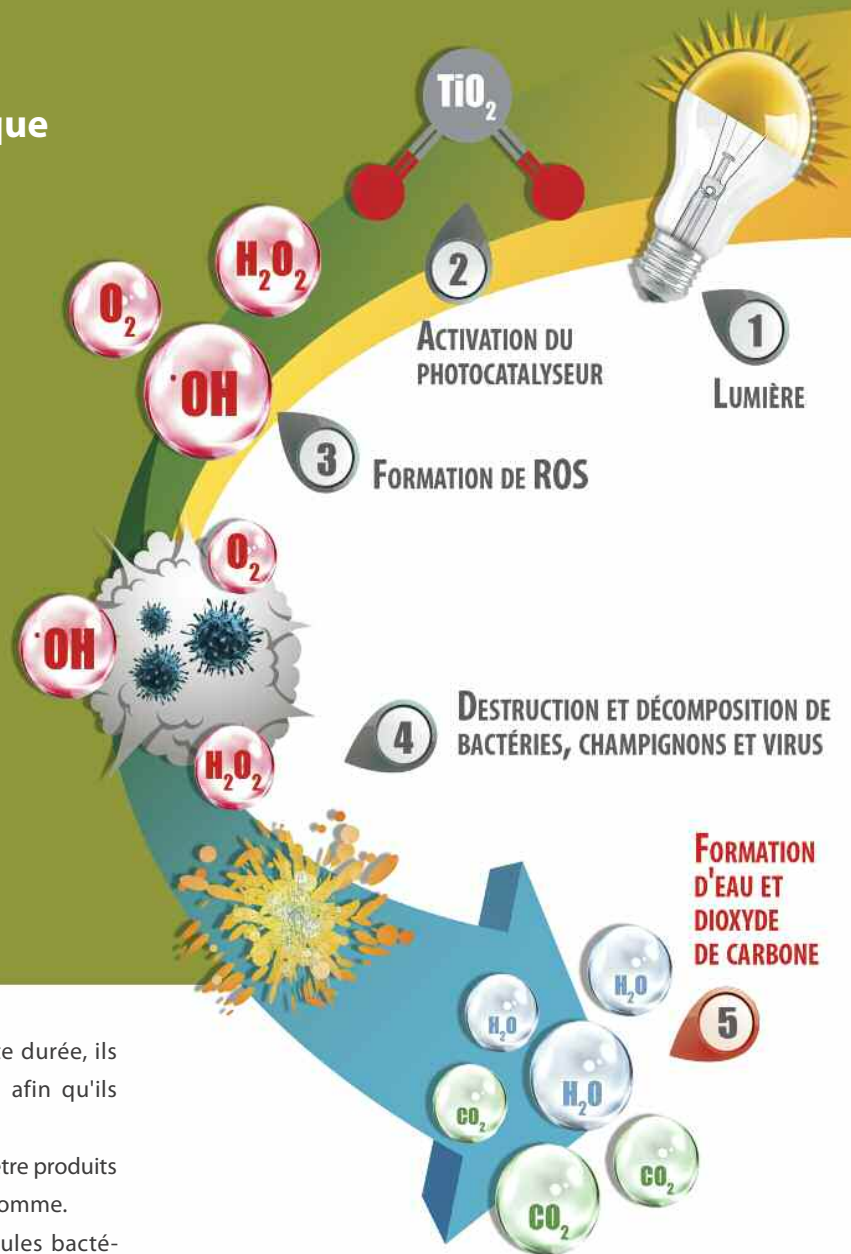 que
TiO₂
H₂O₂
O₂
•OH
1
LUMIÈRE
2
ACTIVATION DU
PHOTOCATALYSEUR
3
FORMATION DE ROS
O₂
•OH
H₂O₂
4
DESTRUCTION ET DÉCOMPOSITION DE
BACTÉRIES, CHAMPIGNONS ET VIRUS
FORMATION
D'EAU ET
DIOXYDE
DE CARBONE
5
H₂O
H₂O
H₂O
CO₂
CO₂
CO₂
te durée, ils
afin qu'ils
être produits
omme.
ules bacté-